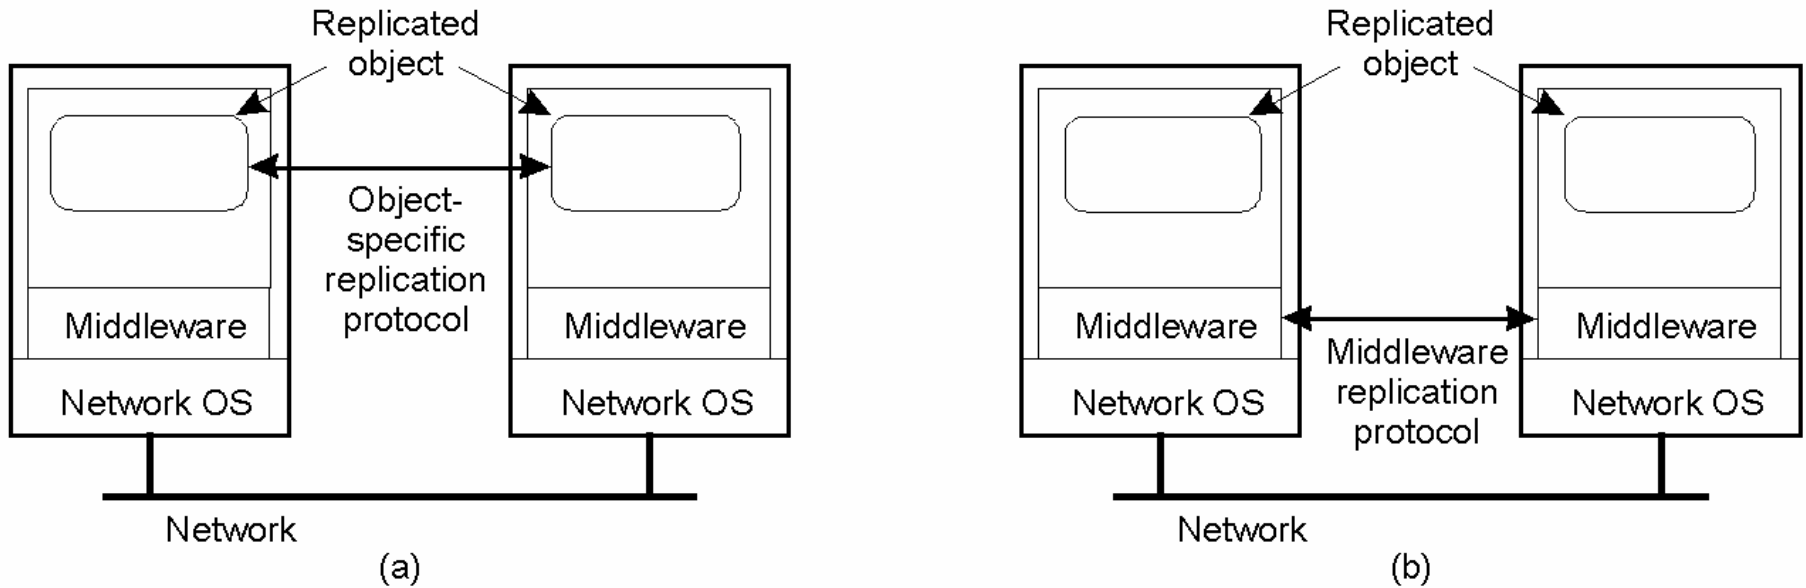 Replicated
object
Object-
specific
replication
protocol
Middleware
Middleware
Network OS
Network OS
Network
(a)
Replicated
object
Middleware
Middleware
Middleware
replication
protocol
Network OS
Network OS
Network
(b)